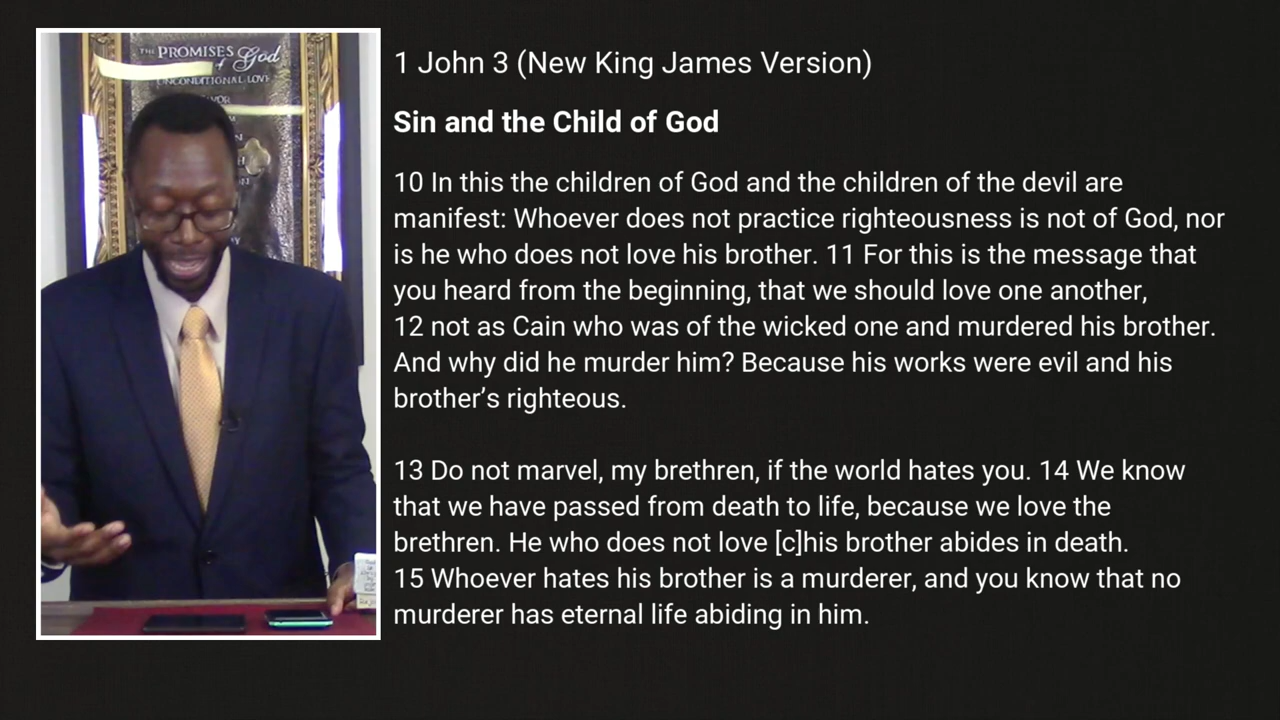 THE PROMISES
of God
UNCONDITIONAL LOVE
1 John 3 (New King James Version)
Sin and the Child of God
10 In this the children of God and the children of the devil are
manifest: Whoever does not practice righteousness is not of God, nor
is he who does not love his brother. 11 For this is the message that
you heard from the beginning, that we should love one another,
12 not as Cain who was of the wicked one and murdered his brother.
And why did he murder him? Because his works were evil and his
brother’s righteous.
13 Do not marvel, my brethren, if the world hates you. 14 We know
that we have passed from death to life, because we love the
brethren. He who does not love [c]his brother abides in death.
15 Whoever hates his brother is a murderer, and you know that no
murderer has eternal life abiding in him.